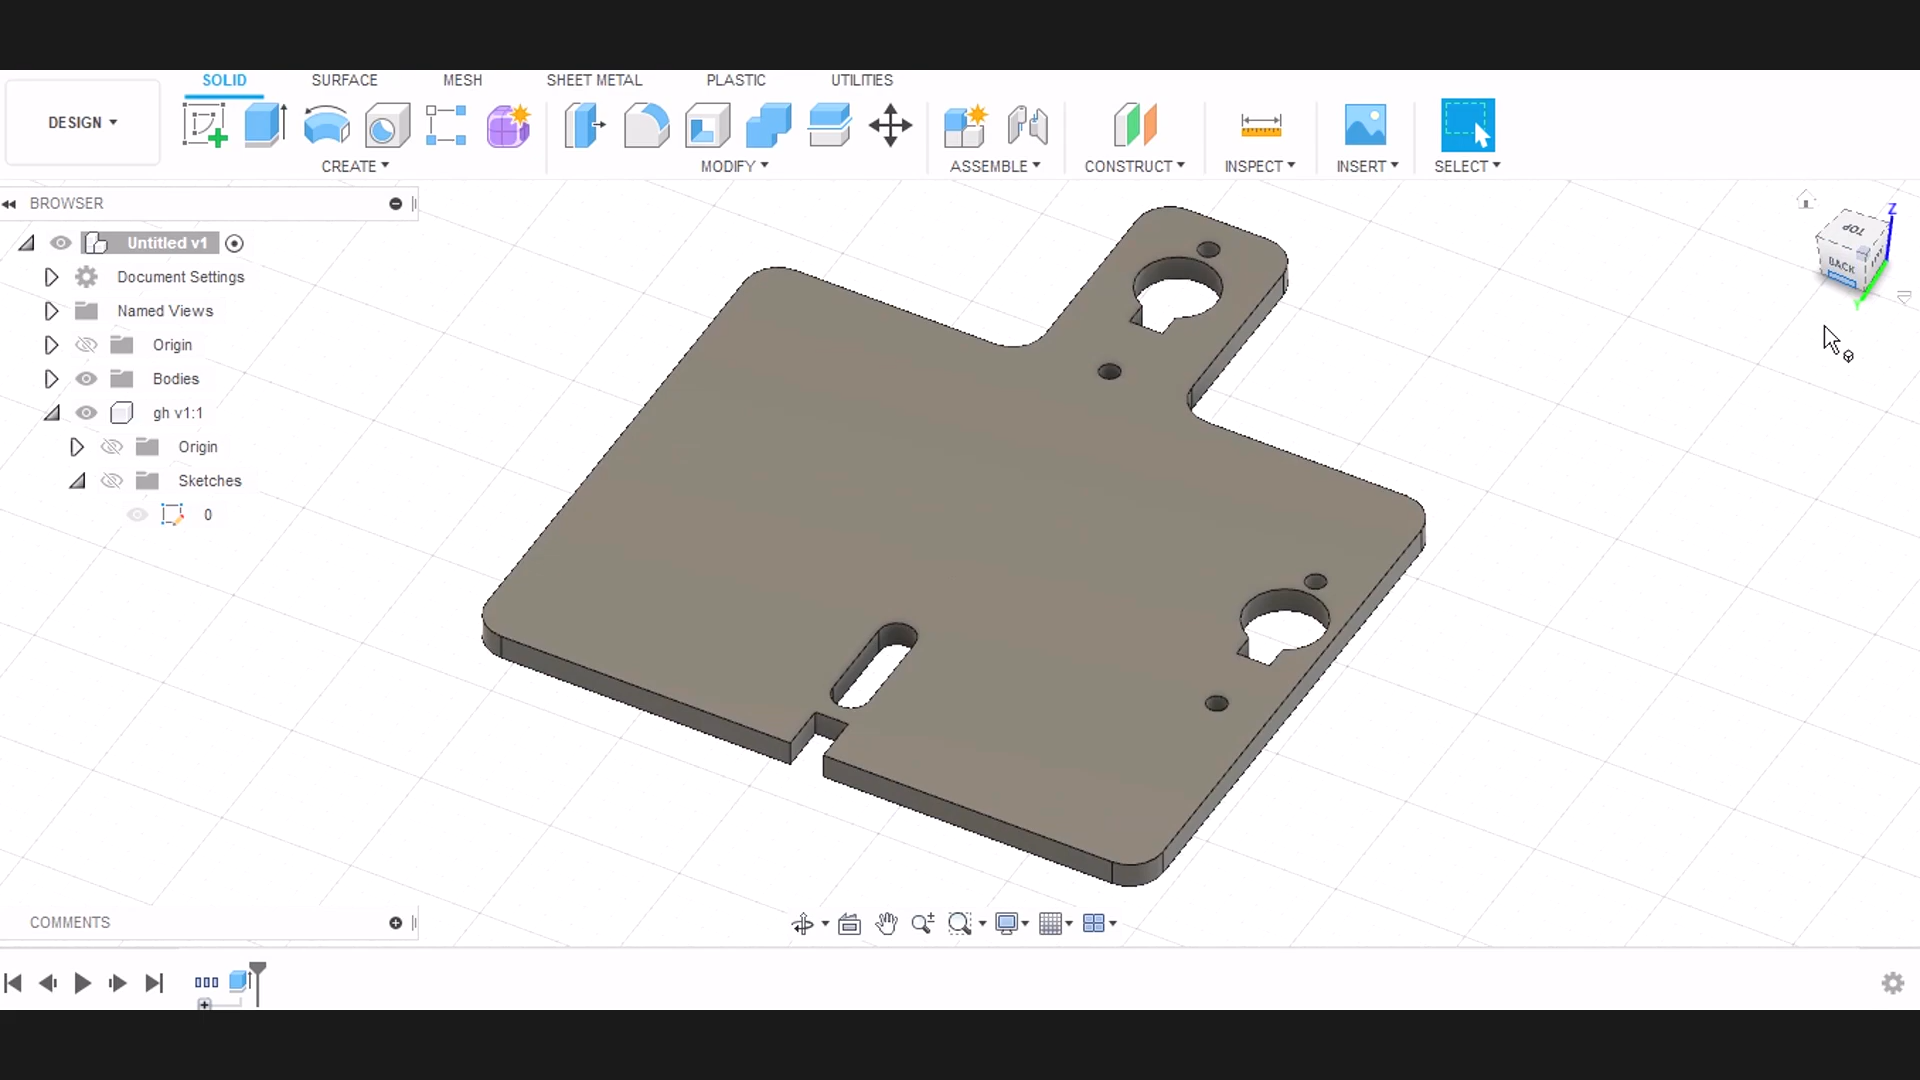 SOLID SURFACE MESH SHEET METAL PLASTIC UTILITIES
DESIGN
CREATE MODIFY ASSEMBLE CONSTRUCT INSPECT INSERT SELECT
BROWSER
Untitled v1
Document Settings
Named Views
Origin
Bodies
gh v1:1
Origin
Sketches
0
Z
TOP
BACK
Y
COMMENTS